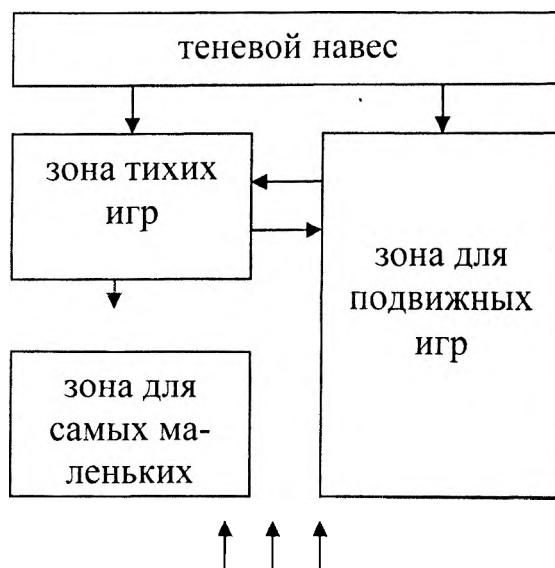 теневой навес
зона тихих
игр
зона для
подвижных
игр
зона для
самых ма-
леньких